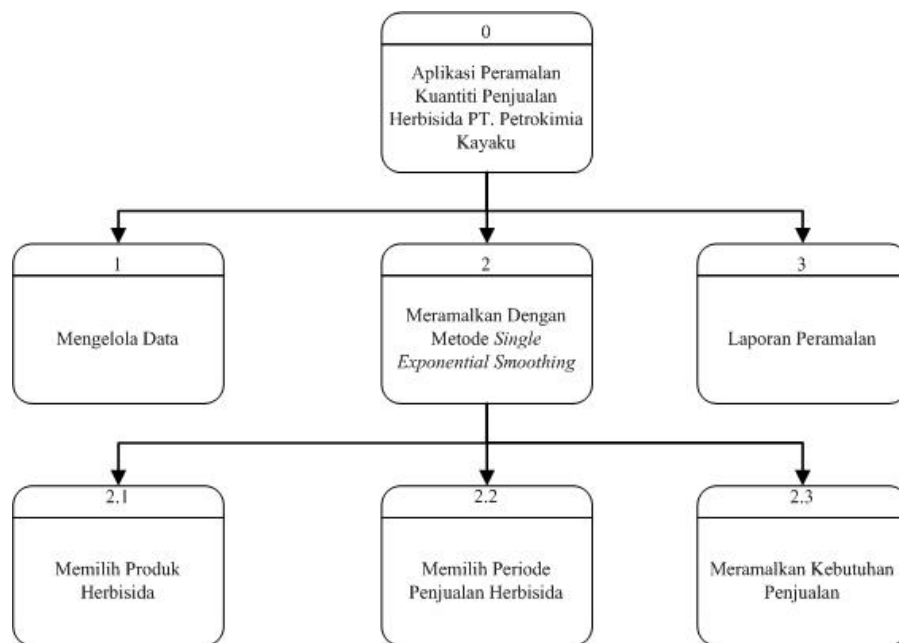 0
Aplikasi Peramalan
Kuantiti Penjualan
Herbisida PT. Petrokimia
Kayaku
1
Mengelola Data
2
Meramalkan Dengan
Metode Single
Exponential Smoothing
3
Laporan Peramalan
2.1
Memilih Produk
Herbisida
2.2
Memilih Periode
Penjualan Herbisida
2.3
Meramalkan Kebutuhan
Penjualan